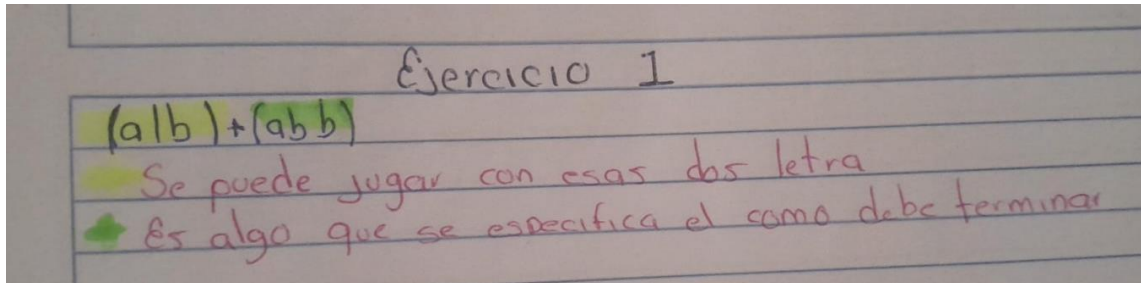 Ejercicio 1
(a|b)+(abb)
Se puede jugar con esas dos letra
Es algo que se especifica el como debe terminar